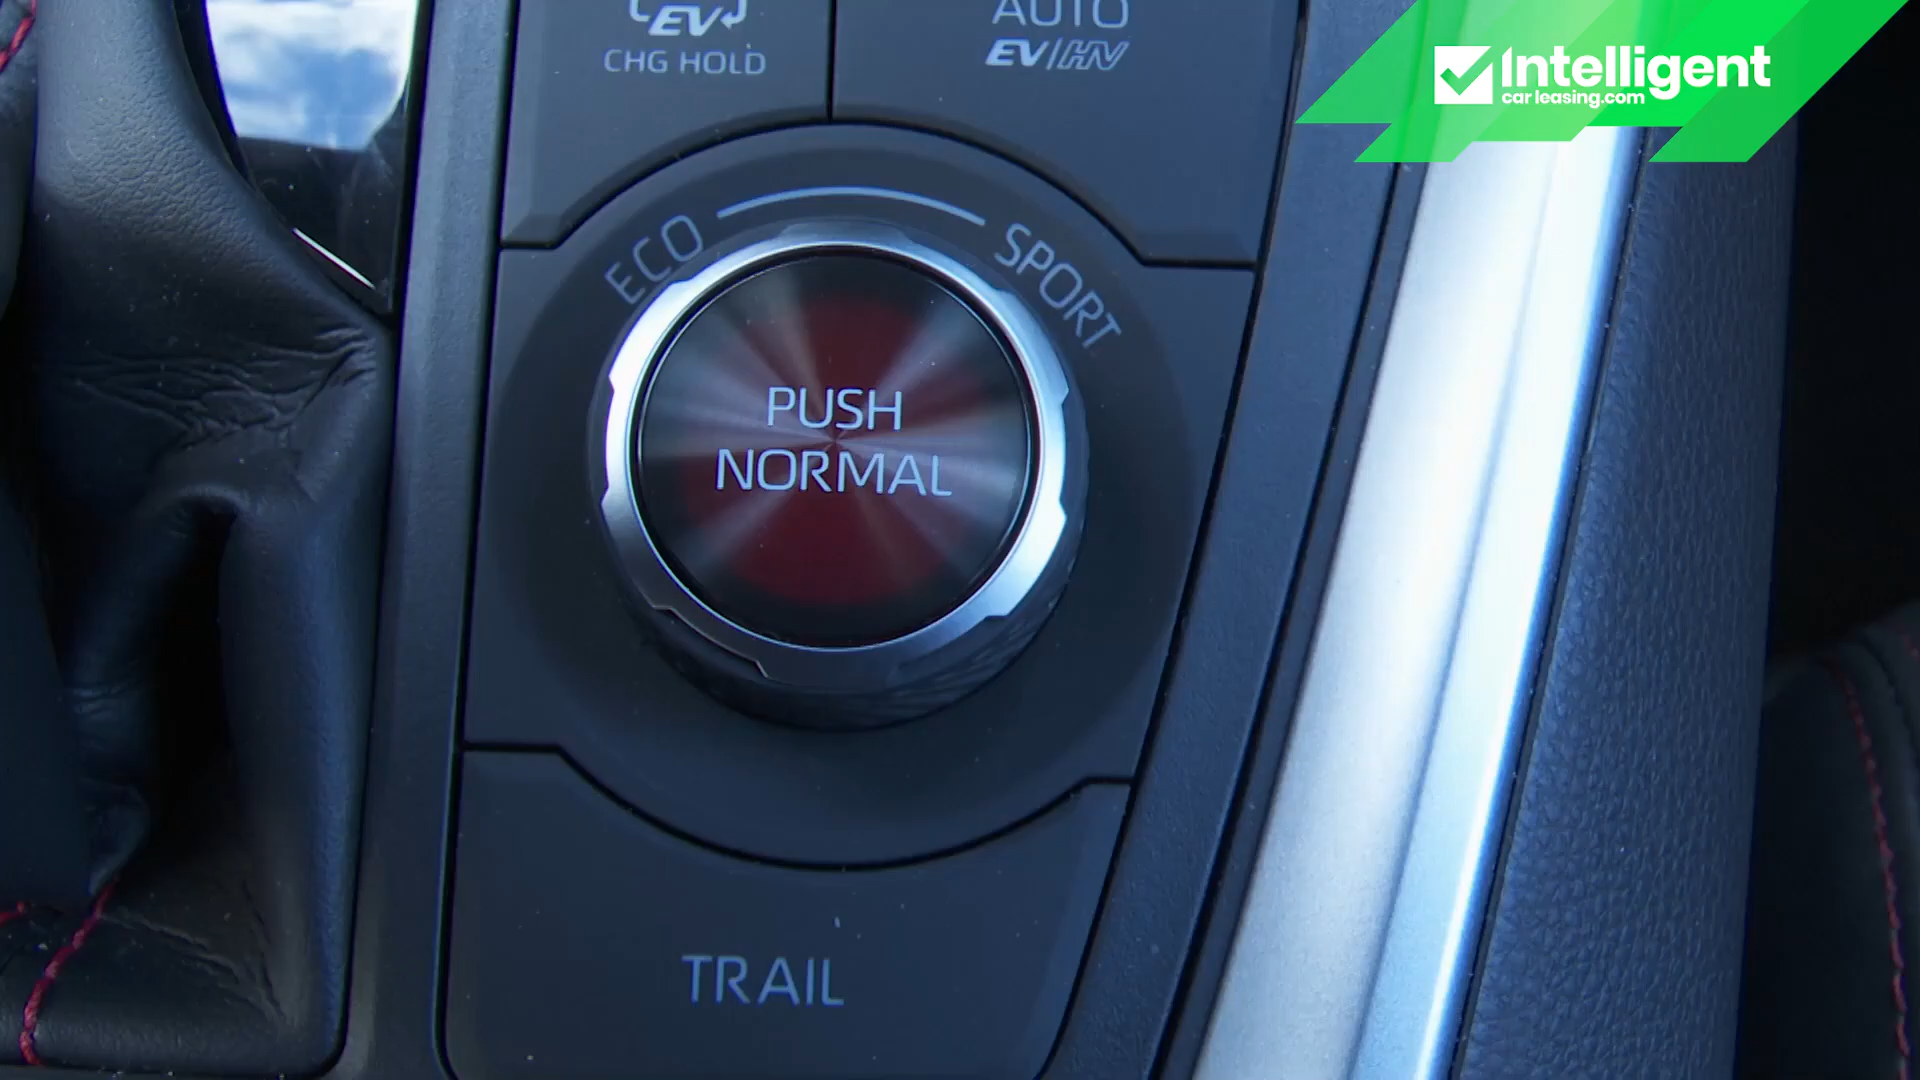 EV
CHG HOLD
AUTO
EV/HV
Intelligent
carleasing.com
ECO
SPORT
PUSH
NORMAL
TRAIL